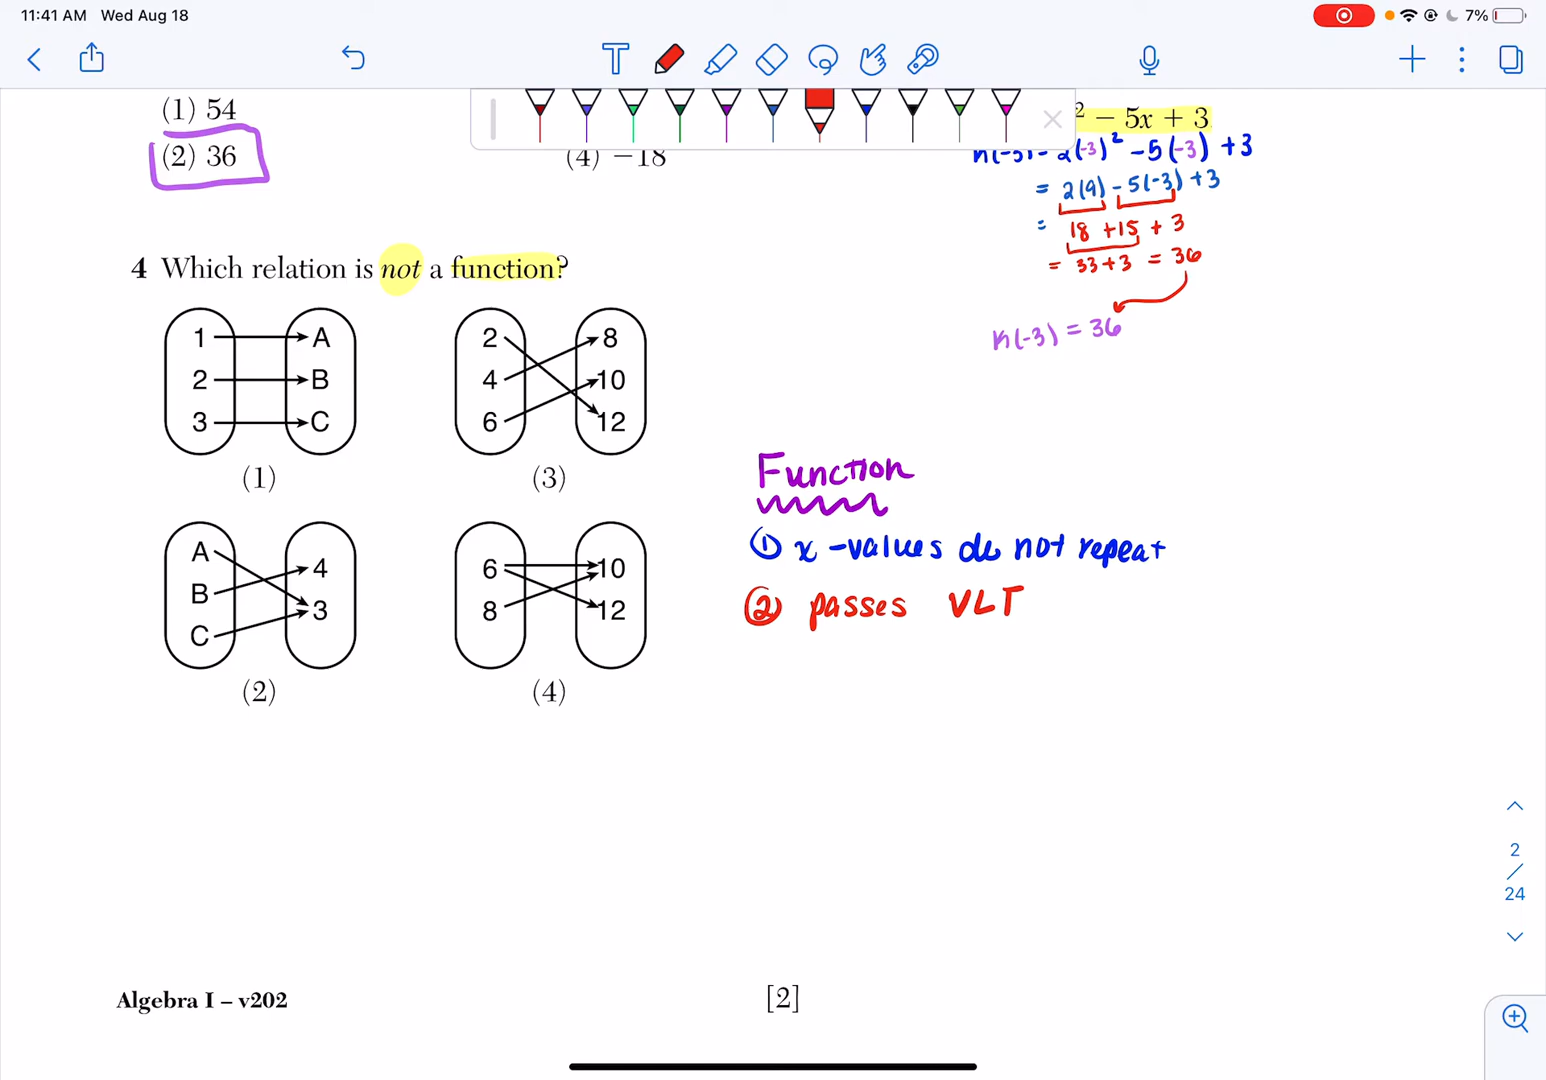 11:41 AM Wed Aug 18
7%
T
(1) 54
(2) 36
(4) −18
² − 5x + 3
2(-3)² -5(-3) +3
= 2(9) -5(-3) +3
= 18 +15 + 3
= 33+3 = 36
k(-3) = 36
4 Which relation is not a function?
1 A
2 B
3 C
(1)
2 8
4 10
6 12
(3)
A
B 4
C 3
(2)
6 10
8 12
(4)
Function
① x -values do not repeat
② passes VLT
2
/
24
Algebra I – v202
[2]